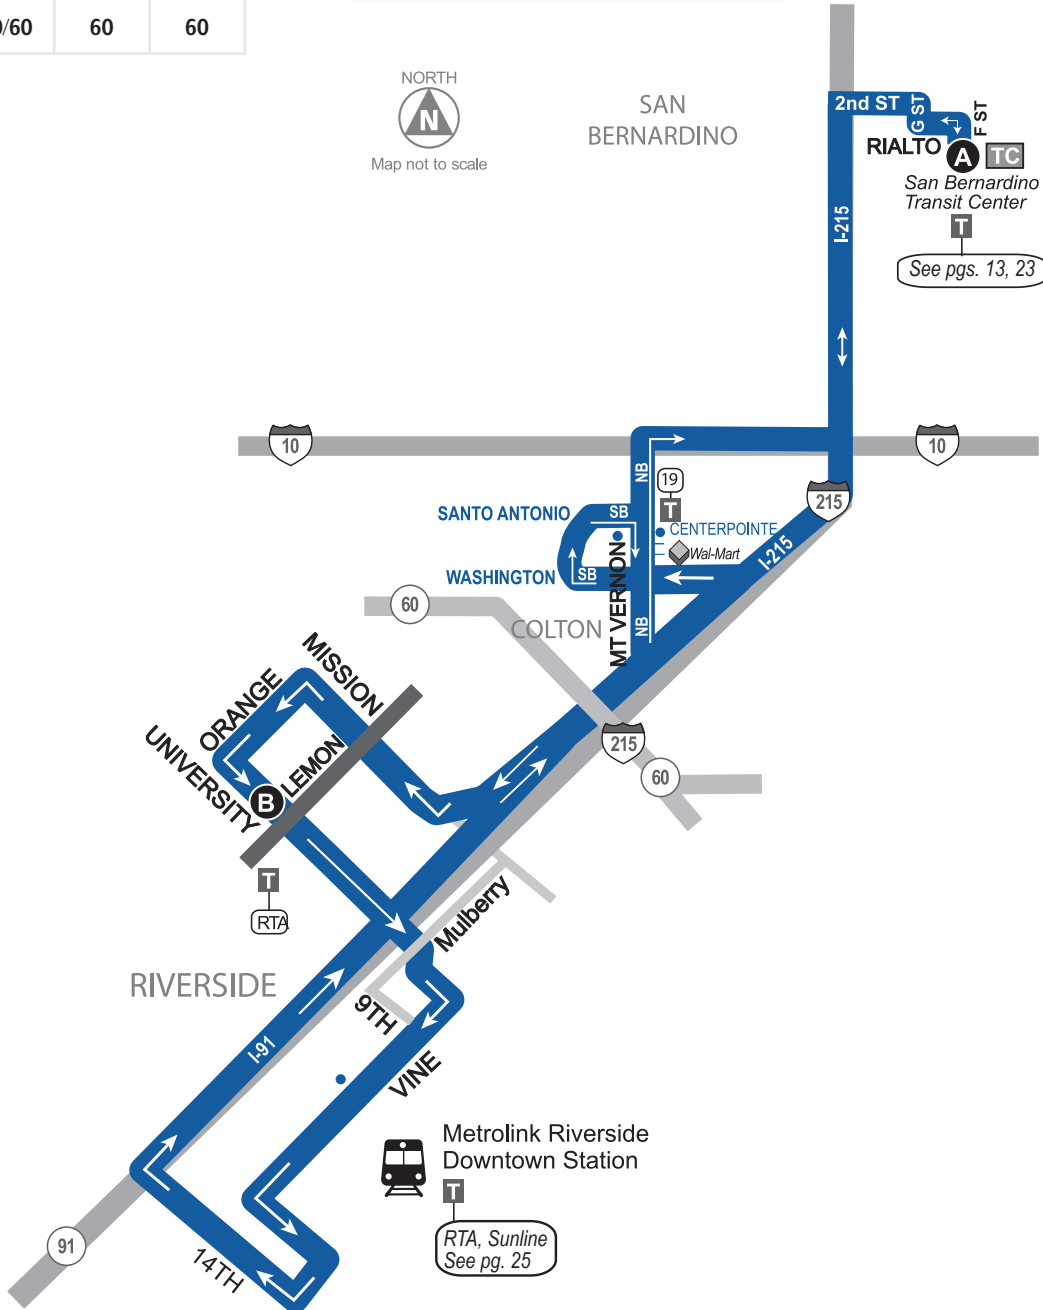 /60 60 60
NORTH
N
Map not to scale
SAN
BERNARDINO
2nd ST
G ST
F ST
RIALTO
A
TC
San Bernardino
Transit Center
T
See pgs. 13, 23
I-215
10
10
19
T
NB
215
SANTO ANTONIO
SB
CENTERPOINTE
Wal-Mart
I-215
WASHINGTON
SB
MT VERNON
NB
60
COLTON
MISSION
ORANGE
UNIVERSITY
LEMON
B
215
60
T
RTA
Mulberry
RIVERSIDE
9TH
I-91
VINE
Metrolink Riverside
Downtown Station
T
RTA, Sunline
See pg. 25
91
14TH